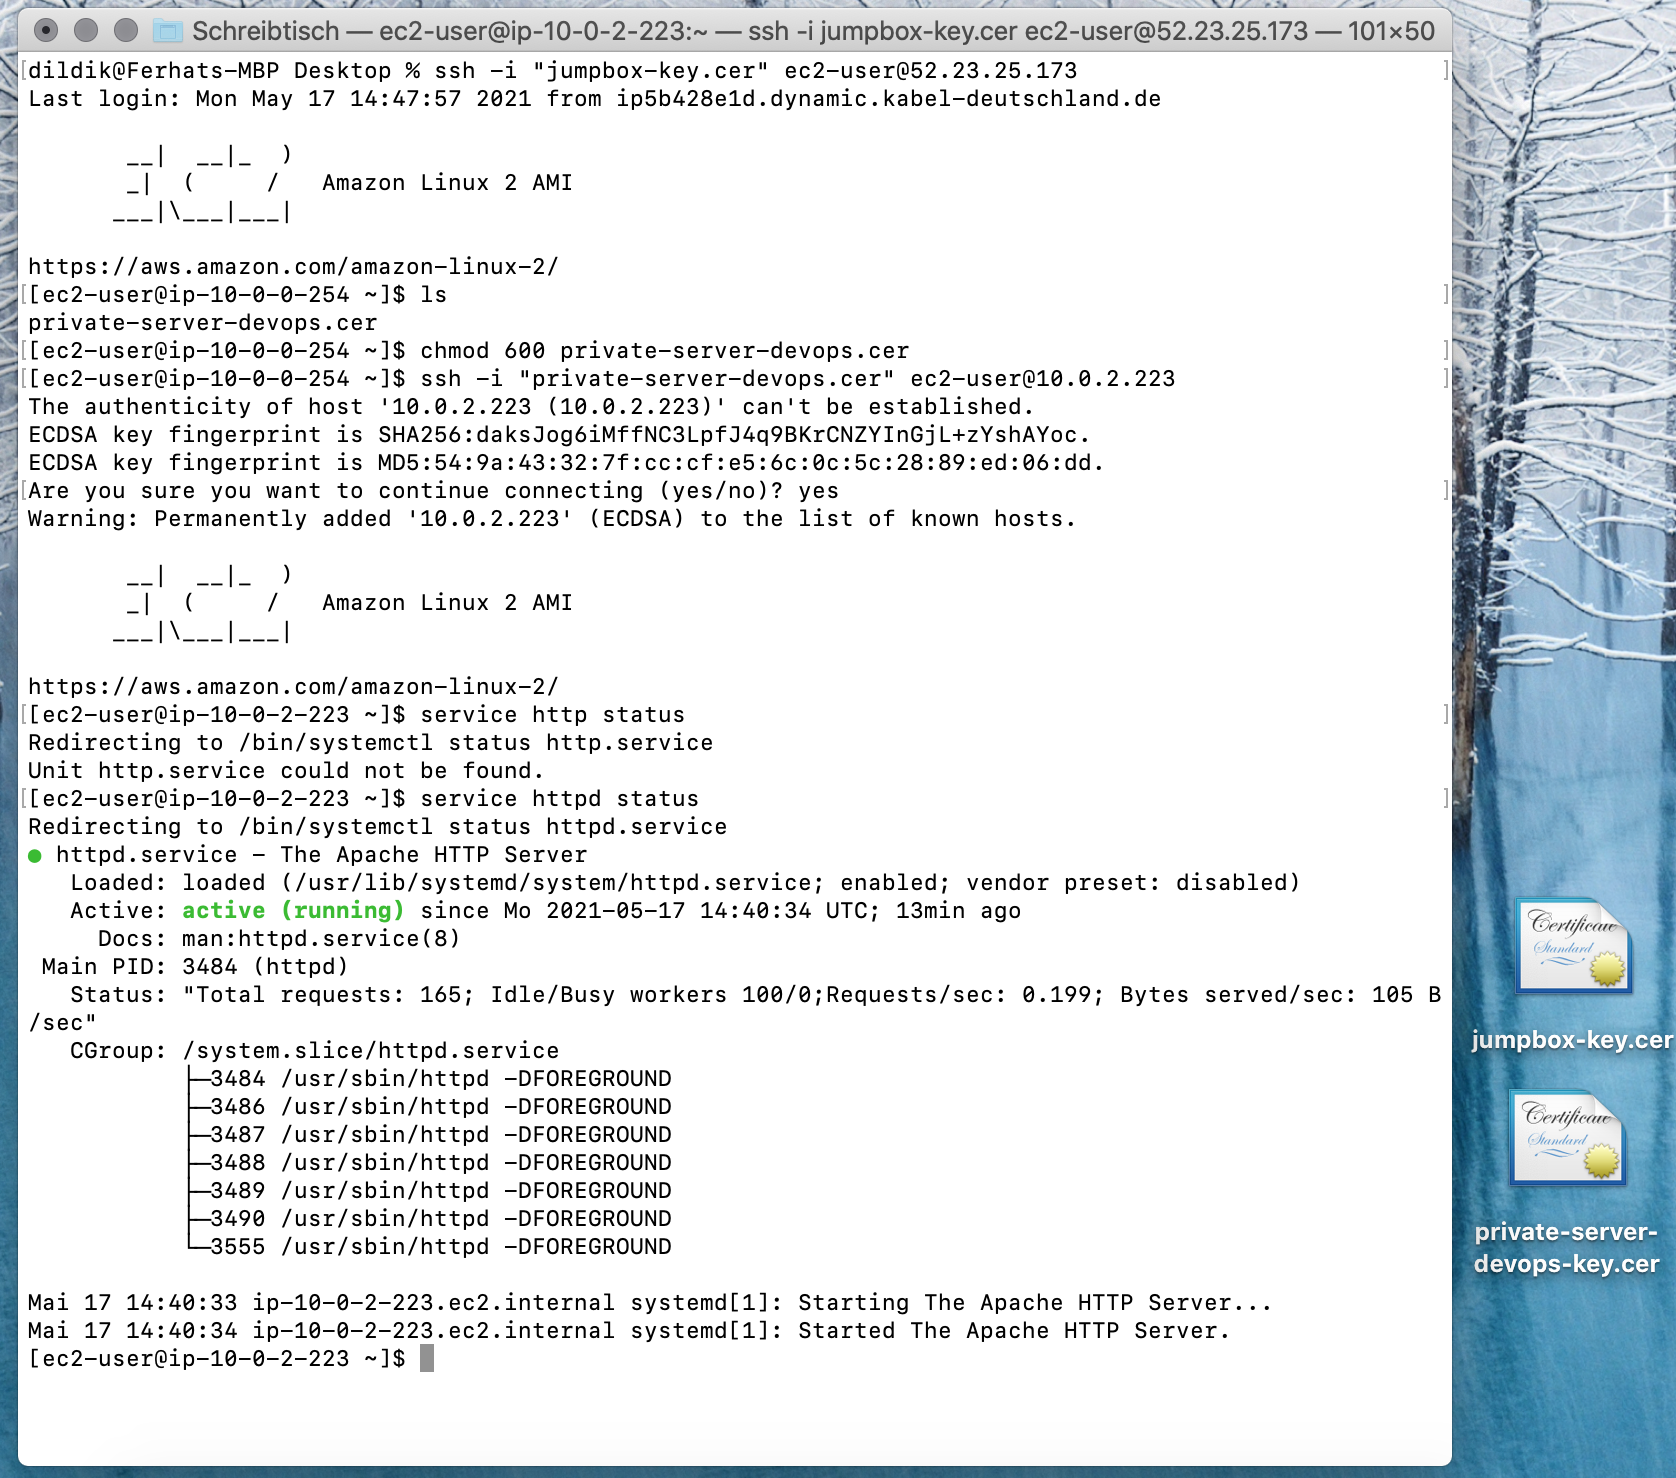 Schreibtisch — ec2-user@ip-10-0-2-223:~ — ssh -i jumpbox-key.cer ec2-user@52.23.25.173 — 101×50
[dildik@Ferhats-MBP Desktop % ssh -i "jumpbox-key.cer" ec2-user@52.23.25.173 ]
Last login: Mon May 17 14:47:57 2021 from ip5b428e1d.dynamic.kabel-deutschland.de
       __|  __|_  )
       _|  (     /   Amazon Linux 2 AMI
      ___|\___|___|
https://aws.amazon.com/amazon-linux-2/
[[ec2-user@ip-10-0-0-254 ~]$ ls ]
private-server-devops.cer
[[ec2-user@ip-10-0-0-254 ~]$ chmod 600 private-server-devops.cer ]
[[ec2-user@ip-10-0-0-254 ~]$ ssh -i "private-server-devops.cer" ec2-user@10.0.2.223 ]
The authenticity of host '10.0.2.223 (10.0.2.223)' can't be established.
ECDSA key fingerprint is SHA256:daksJog6iMffNC3LpfJ4q9BKrCNZYInGjL+zYshAYoc.
ECDSA key fingerprint is MD5:54:9a:43:32:7f:cc:cf:e5:6c:0c:5c:28:89:ed:06:dd.
[Are you sure you want to continue connecting (yes/no)? yes ]
Warning: Permanently added '10.0.2.223' (ECDSA) to the list of known hosts.
       __|  __|_  )
       _|  (     /   Amazon Linux 2 AMI
      ___|\___|___|
https://aws.amazon.com/amazon-linux-2/
[[ec2-user@ip-10-0-2-223 ~]$ service http status ]
Redirecting to /bin/systemctl status http.service
Unit http.service could not be found.
[[ec2-user@ip-10-0-2-223 ~]$ service httpd status ]
Redirecting to /bin/systemctl status httpd.service
● httpd.service - The Apache HTTP Server
   Loaded: loaded (/usr/lib/systemd/system/httpd.service; enabled; vendor preset: disabled)
   Active: active (running) since Mo 2021-05-17 14:40:34 UTC; 13min ago
     Docs: man:httpd.service(8)
 Main PID: 3484 (httpd)
   Status: "Total requests: 165; Idle/Busy workers 100/0;Requests/sec: 0.199; Bytes served/sec: 105 B
/sec"
   CGroup: /system.slice/httpd.service
           ├─3484 /usr/sbin/httpd -DFOREGROUND
           ├─3486 /usr/sbin/httpd -DFOREGROUND
           ├─3487 /usr/sbin/httpd -DFOREGROUND
           ├─3488 /usr/sbin/httpd -DFOREGROUND
           ├─3489 /usr/sbin/httpd -DFOREGROUND
           ├─3490 /usr/sbin/httpd -DFOREGROUND
           └─3555 /usr/sbin/httpd -DFOREGROUND
Mai 17 14:40:33 ip-10-0-2-223.ec2.internal systemd[1]: Starting The Apache HTTP Server...
Mai 17 14:40:34 ip-10-0-2-223.ec2.internal systemd[1]: Started The Apache HTTP Server.
[ec2-user@ip-10-0-2-223 ~]$
Certificate
Standard
jumpbox-key.cer
Certificate
Standard
private-server-
devops-key.cer